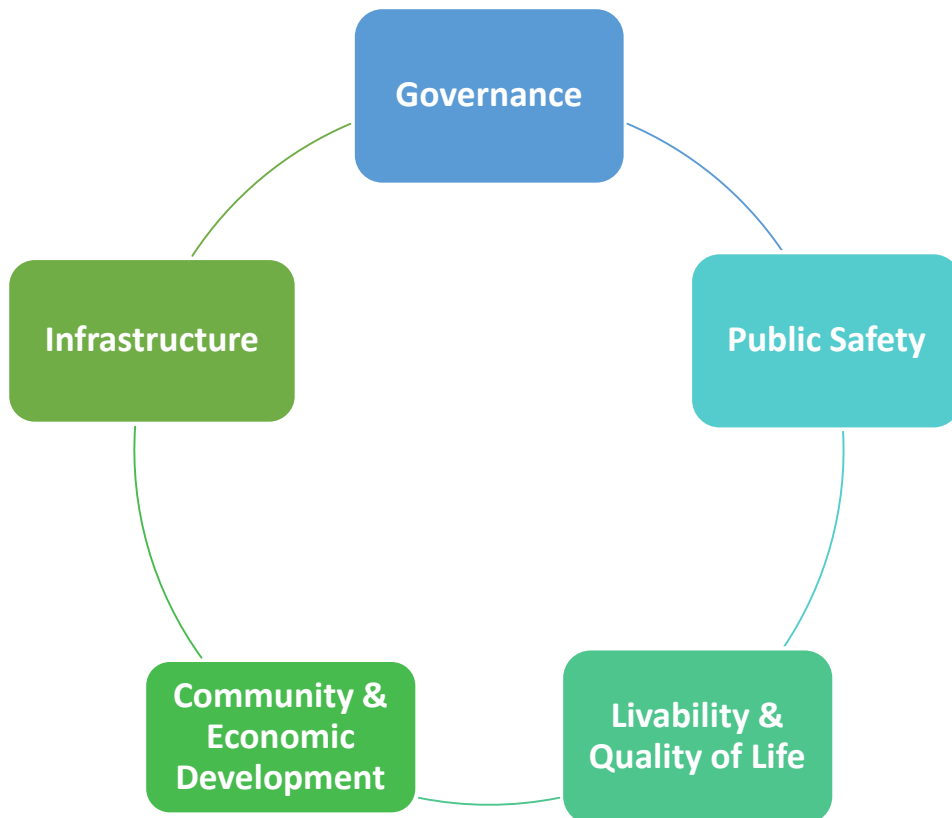 Governance
Public Safety
Livability &
Quality of Life
Community &
Economic
Development
Infrastructure